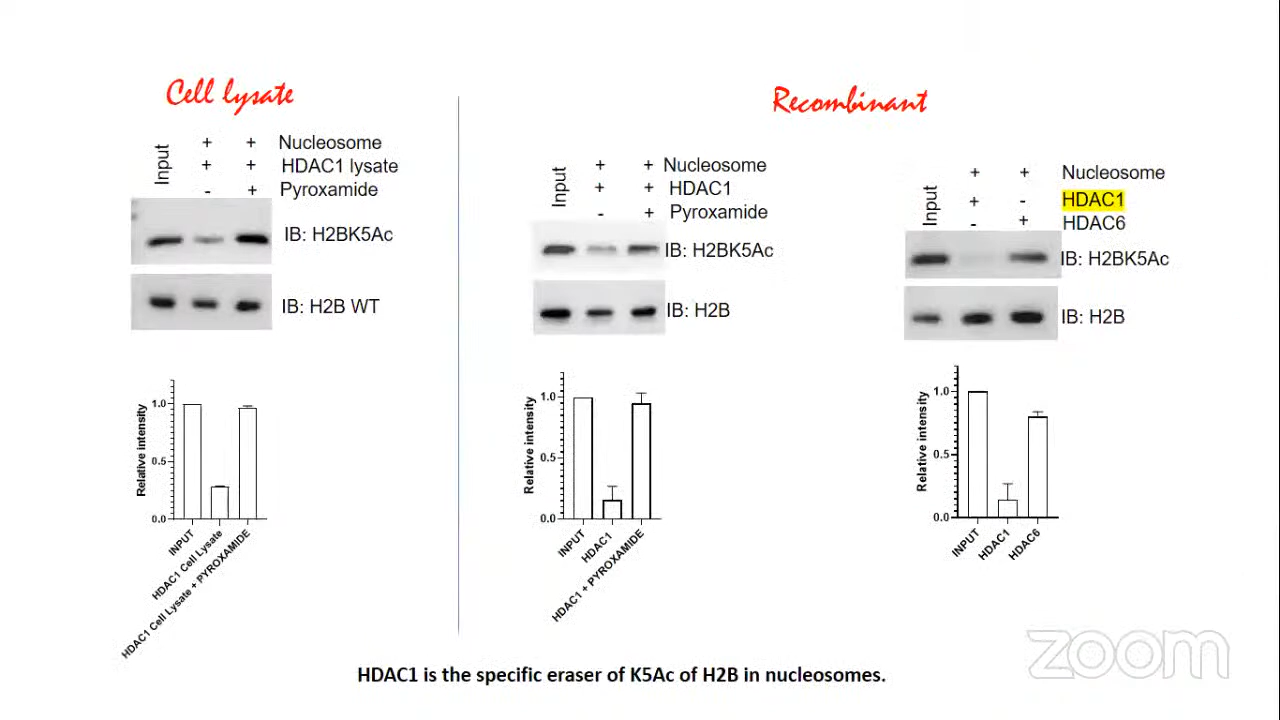 Cell lysate
Input
+ + Nucleosome
+ + HDAC1 lysate
- + Pyroxamide
IB: H2BK5Ac
IB: H2B WT
Relative intensity
1.0
0.5
0.0
INPUT
HDAC1 Cell Lysate
HDAC1 Cell Lysate + PYROXAMIDE
Recombinant
Input
+ + Nucleosome
+ + HDAC1
- + Pyroxamide
IB: H2BK5Ac
IB: H2B
Relative intensity
1.0
0.5
0.0
INPUT
HDAC1
HDAC1 + PYROXAMIDE
Input
+ + Nucleosome
+ - HDAC1
- + HDAC6
IB: H2BK5Ac
IB: H2B
Relative intensity
1.0
0.5
0.0
INPUT
HDAC1
HDAC6
HDAC1 is the specific eraser of K5Ac of H2B in nucleosomes.
zoom